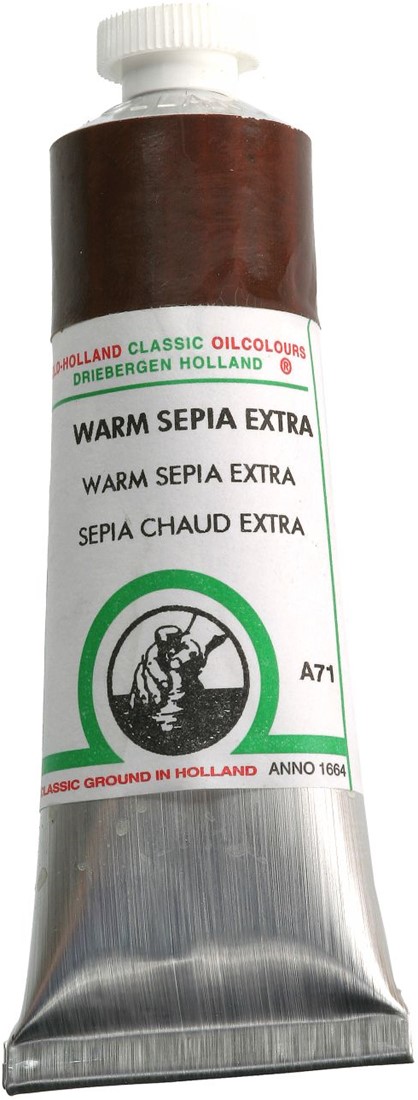 LD-HOLLAND CLASSIC OILCOLOURS
DRIEBERGEN HOLLAND ®
WARM SEPIA EXTRA
WARM SEPIA EXTRA
SEPIA CHAUD EXTRA
A71
CLASSIC GROUND IN HOLLAND ANNO 1664